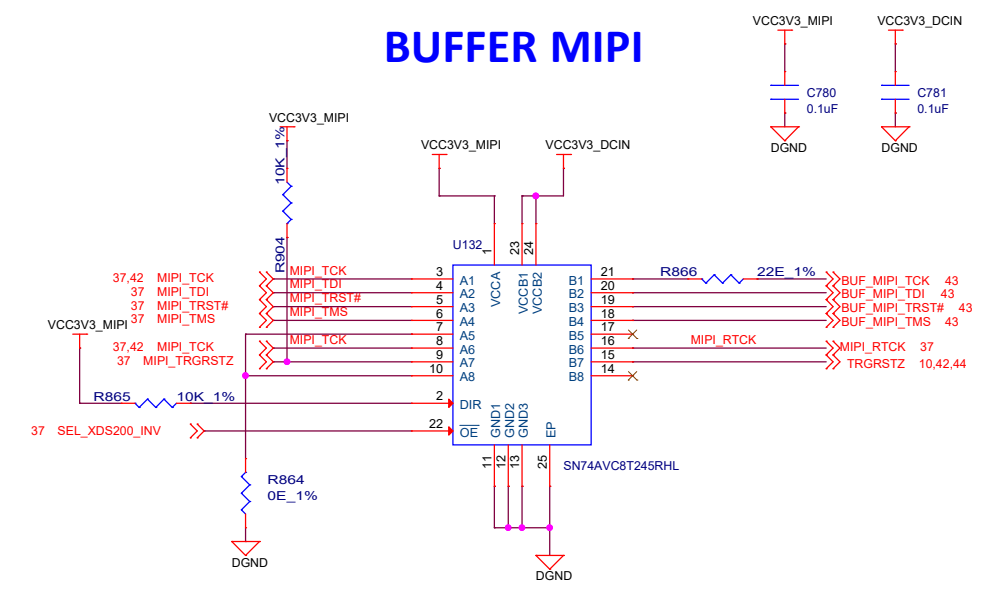 BUFFER MIPI
VCC3V3_MIPI
VCC3V3_DCIN
C780
0.1uF
C781
0.1uF
DGND
DGND
VCC3V3_MIPI
10K_1%
R904
VCC3V3_MIPI
VCC3V3_DCIN
U132
1
23
24
VCCA
VCCB1
VCCB2
37,42 MIPI_TCK
MIPI_TCK
3
A1
B1
21
R866
22E_1%
BUF_MIPI_TCK 43
37 MIPI_TDI
MIPI_TDI
4
A2
B2
20
BUF_MIPI_TDI 43
37 MIPI_TRST#
MIPI_TRST#
5
A3
B3
19
BUF_MIPI_TRST# 43
37 MIPI_TMS
MIPI_TMS
6
A4
B4
18
BUF_MIPI_TMS 43
VCC3V3_MIPI
7
A5
B5
17
37,42 MIPI_TCK
MIPI_TCK
8
A6
B6
16
MIPI_RTCK
MIPI_RTCK 37
37 MIPI_TRGRSTZ
9
A7
B7
15
TRGRSTZ 10,42,44
10
A8
B8
14
R865
10K_1%
2
DIR
37 SEL_XDS200_INV
22
OE
GND1
GND2
GND3
EP
11
12
13
25
SN74AVC8T245RHL
R864
0E_1%
DGND
DGND